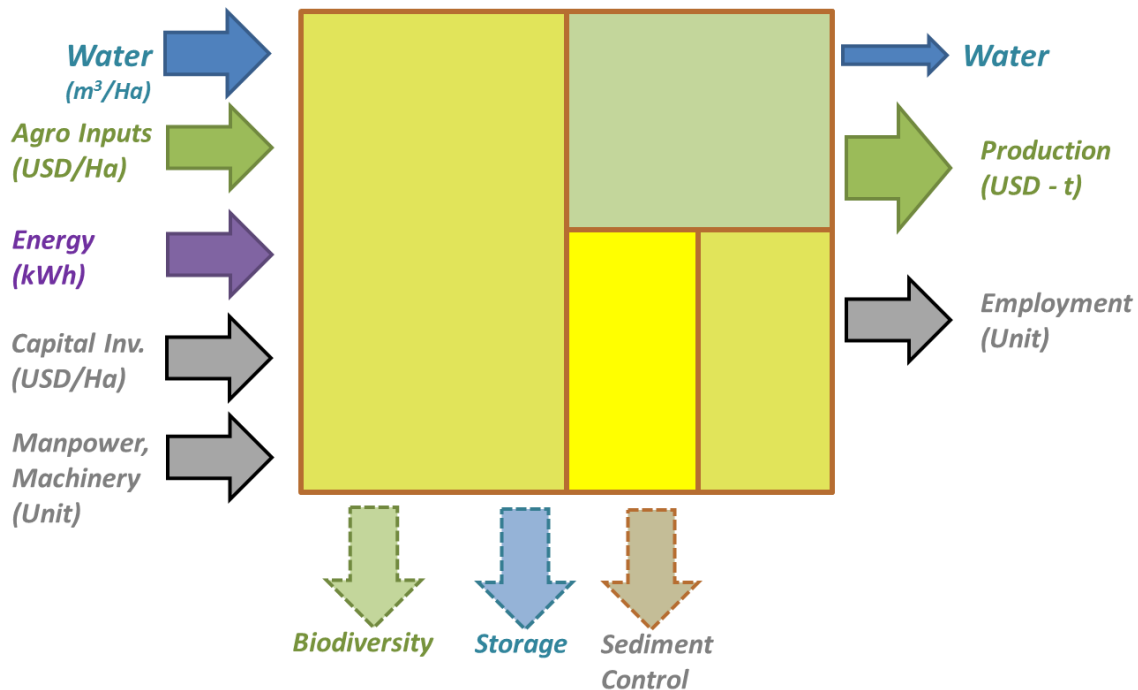 Water
(m³/Ha)
Agro Inputs
(USD/Ha)
Energy
(kWh)
Capital Inv.
(USD/Ha)
Manpower,
Machinery
(Unit)
Water
Production
(USD - t)
Employment
(Unit)
Biodiversity
Storage
Sediment
Control